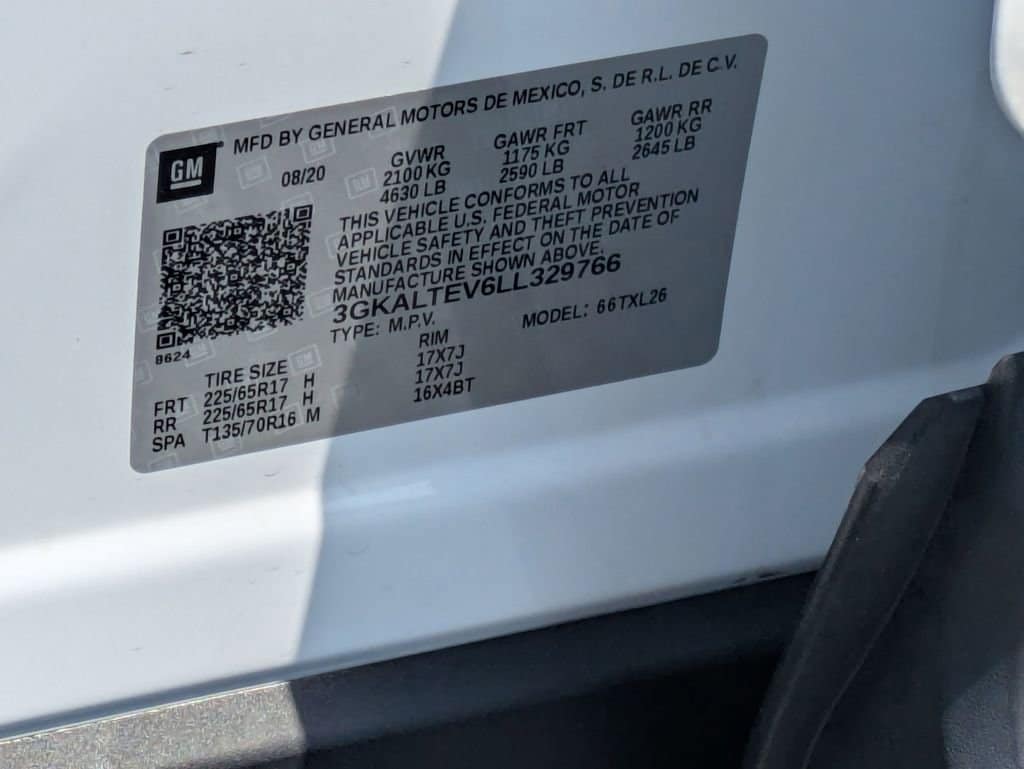 GM
MFD BY GENERAL MOTORS DE MEXICO, S. DE R.L. DE C.V.
08/20
GVWR
2100 KG
4630 LB
GAWR FRT
1175 KG
2590 LB
GAWR RR
1200 KG
2645 LB
THIS VEHICLE CONFORMS TO ALL
APPLICABLE U.S. FEDERAL MOTOR
VEHICLE SAFETY AND THEFT PREVENTION
STANDARDS IN EFFECT ON THE DATE OF
MANUFACTURE SHOWN ABOVE.
3GKALTEV6LL329766
TYPE: M.P.V. MODEL: 66TXL26
8624
TIRE SIZE RIM
FRT 225/65R17 H 17X7J
RR 225/65R17 H 17X7J
SPA T135/70R16 M 16X4BT